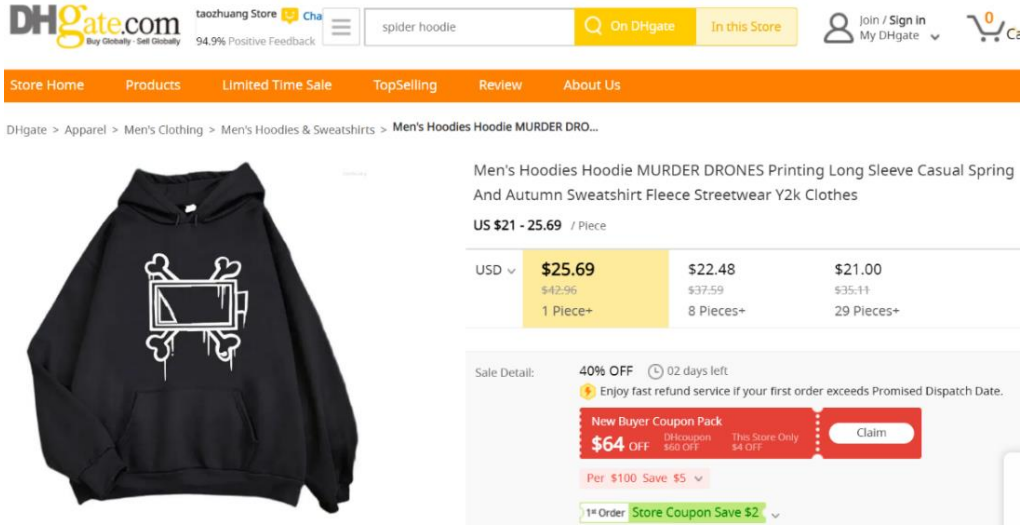 DHgate.com
Buy Globally - Sell Globally
taozhuang Store Cha
94.9% Positive Feedback
spider hoodie
On DHgate
In this Store
Join / Sign in
My DHgate
0
Ca
Store Home Products Limited Time Sale TopSelling Review About Us
DHgate > Apparel > Men's Clothing > Men's Hoodies & Sweatshirts > Men's Hoodies Hoodie MURDER DRO...
Men's Hoodies Hoodie MURDER DRONES Printing Long Sleeve Casual Spring
And Autumn Sweatshirt Fleece Streetwear Y2k Clothes
US $21 - 25.69 / Piece
USD $25.69 $22.48 $21.00
$42.96 $37.59 $35.11
1 Piece+ 8 Pieces+ 29 Pieces+
Sale Detail: 40% OFF 02 days left
Enjoy fast refund service if your first order exceeds Promised Dispatch Date.
New Buyer Coupon Pack
$64 OFF DHcoupon $60 OFF This Store Only $4 OFF
Claim
Per $100 Save $5
1st Order Store Coupon Save $2